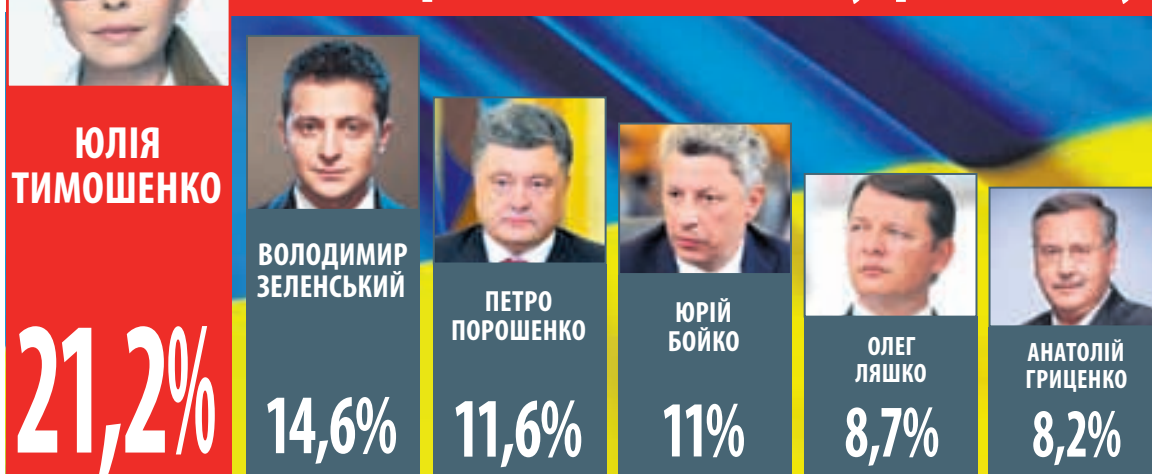 ЮЛІЯ
ТИМОШЕНКО
21,2%
ВОЛОДИМИР
ЗЕЛЕНСЬКИЙ
14,6%
ПЕТРО
ПОРОШЕНКО
11,6%
ЮРІЙ
БОЙКО
11%
ОЛЕГ
ЛЯШКО
8,7%
АНАТОЛІЙ
ГРИЦЕНКО
8,2%